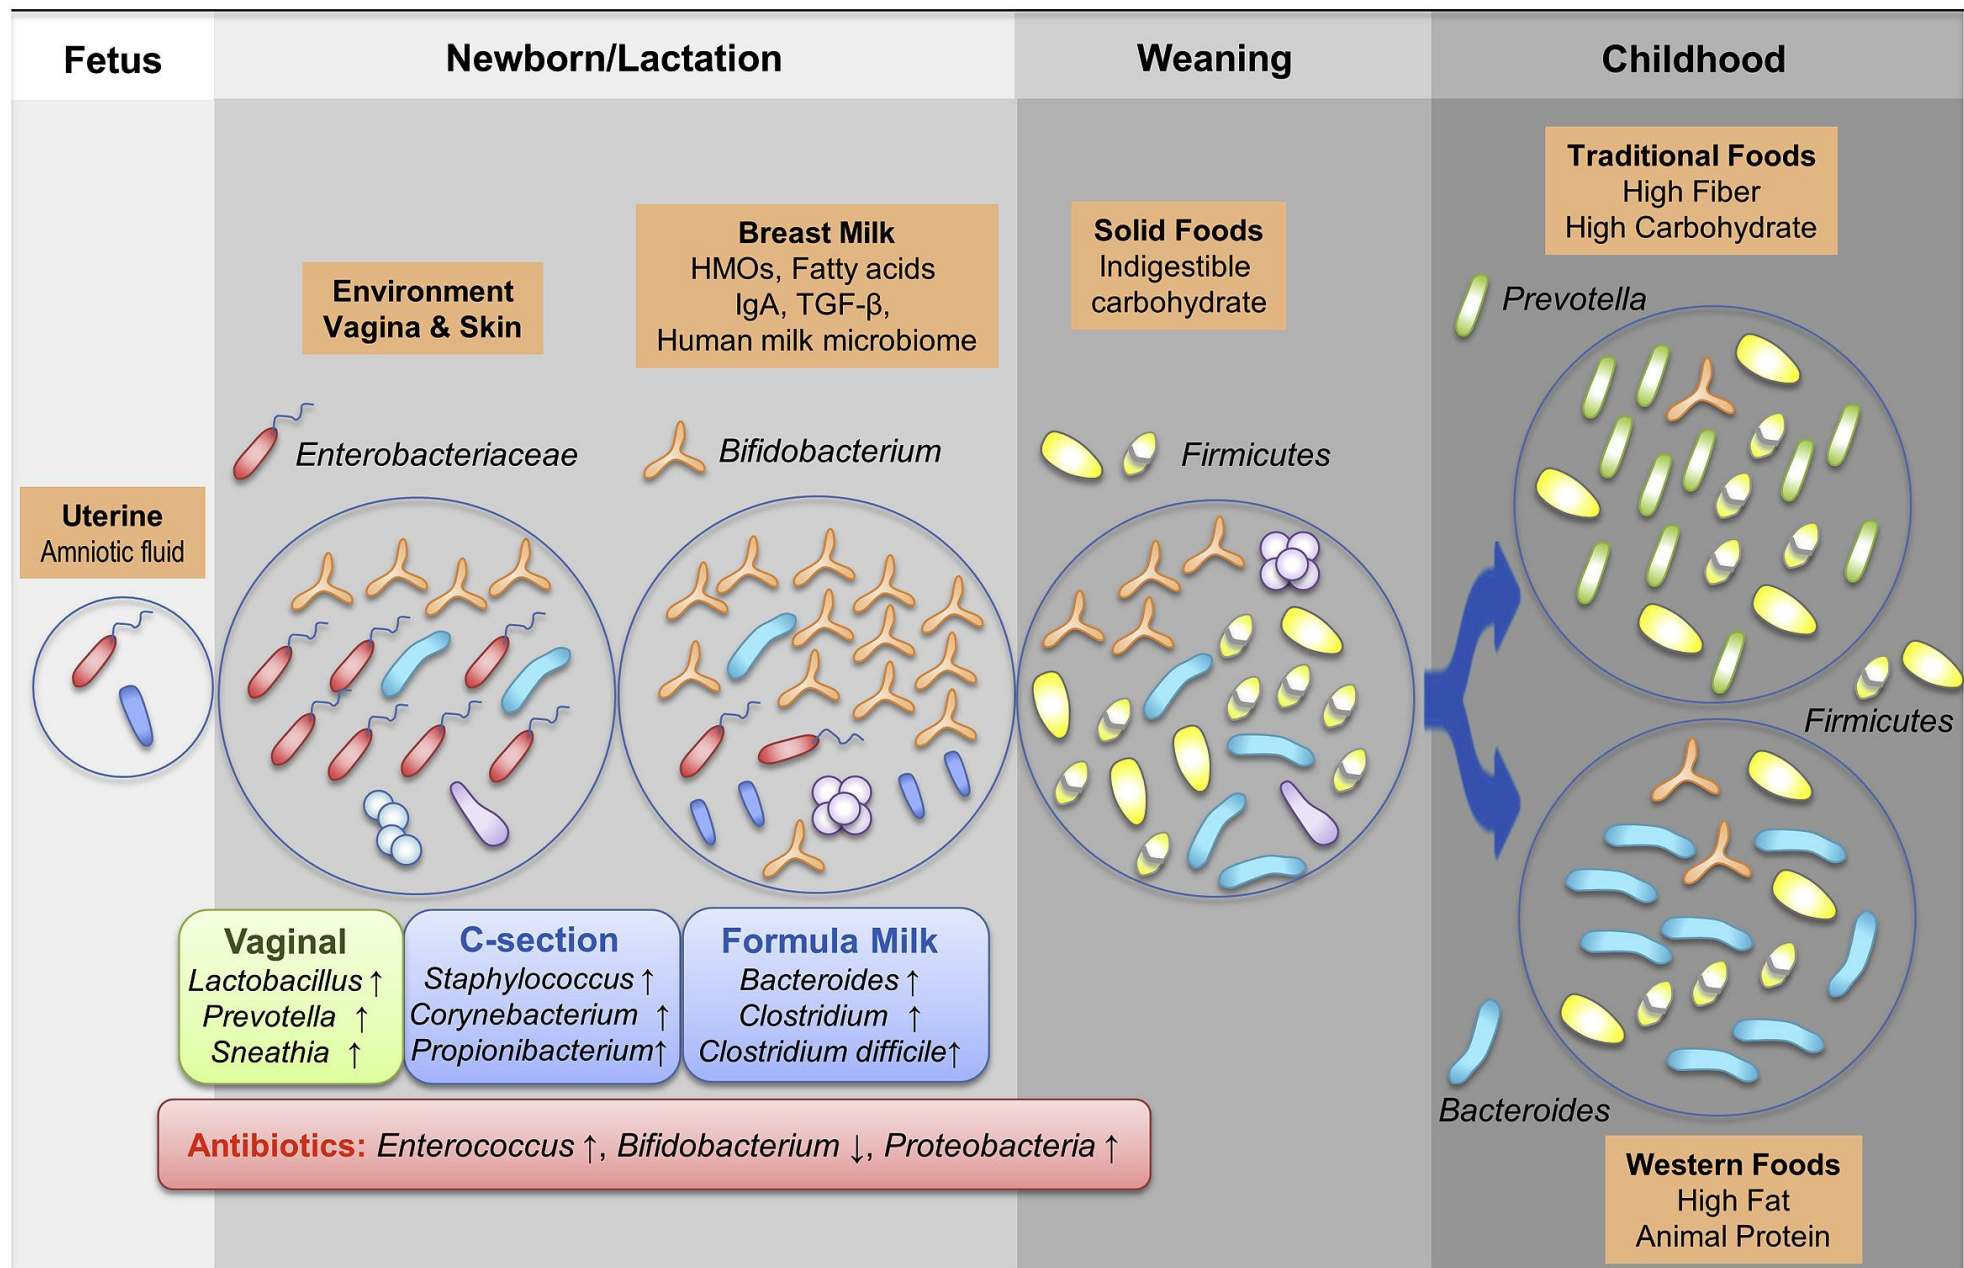 Fetus
Newborn/Lactation
Weaning
Childhood
Uterine
Amniotic fluid
Environment
Vagina & Skin
Enterobacteriaceae
Breast Milk
HMOs, Fatty acids
IgA, TGF-β,
Human milk microbiome
Bifidobacterium
Solid Foods
Indigestible
carbohydrate
Firmicutes
Traditional Foods
High Fiber
High Carbohydrate
Prevotella
Firmicutes
Bacteroides
Western Foods
High Fat
Animal Protein
Vaginal
Lactobacillus ↑
Prevotella ↑
Sneathia ↑
C-section
Staphylococcus ↑
Corynebacterium ↑
Propionibacterium↑
Formula Milk
Bacteroides ↑
Clostridium ↑
Clostridium difficile↑
Antibiotics: Enterococcus ↑, Bifidobacterium ↓, Proteobacteria ↑